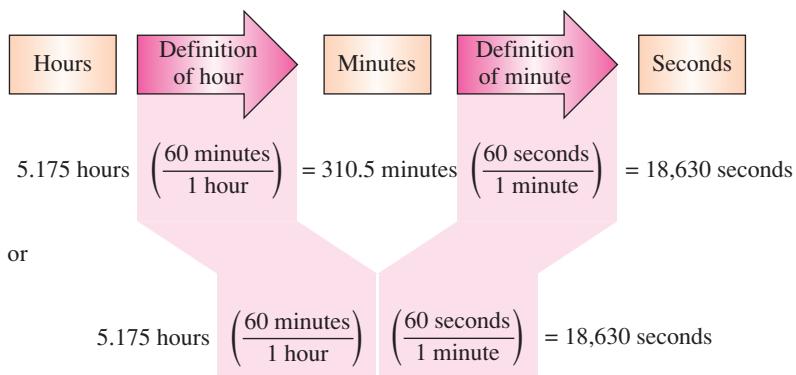 Hours Definition of hour Minutes Definition of minute Seconds
5.175 hours (60 minutes / 1 hour) = 310.5 minutes (60 seconds / 1 minute) = 18,630 seconds
or
5.175 hours (60 minutes / 1 hour) (60 seconds / 1 minute) = 18,630 seconds